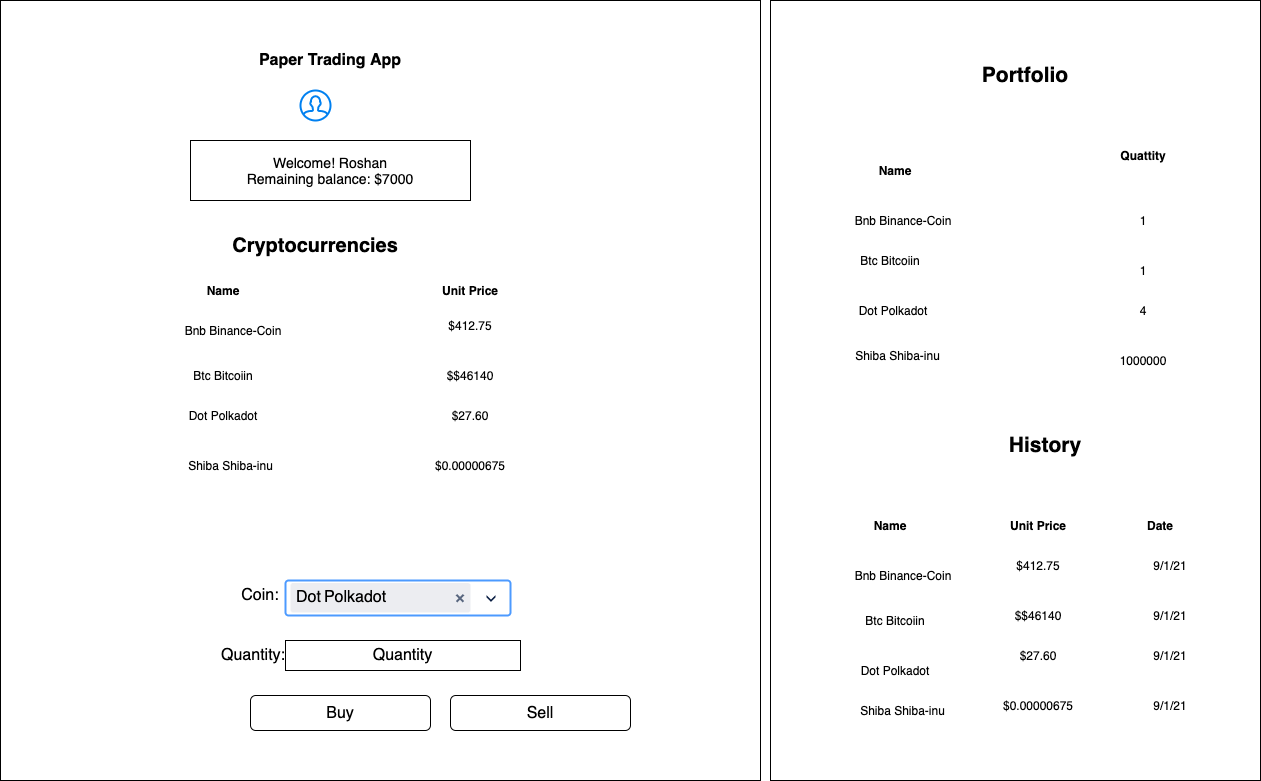 Paper Trading App
Welcome! Roshan
Remaining balance: $7000
Cryptocurrencies
Name Unit Price
Bnb Binance-Coin $412.75
Btc Bitcoiin $$46140
Dot Polkadot $27.60
Shiba Shiba-inu $0.00000675
Coin: Dot Polkadot ×
Quantity: Quantity
Buy Sell
Portfolio
Name Quattity
Bnb Binance-Coin 1
Btc Bitcoiin 1
Dot Polkadot 4
Shiba Shiba-inu 1000000
History
Name Unit Price Date
Bnb Binance-Coin $412.75 9/1/21
Btc Bitcoiin $$46140 9/1/21
Dot Polkadot $27.60 9/1/21
Shiba Shiba-inu $0.00000675 9/1/21